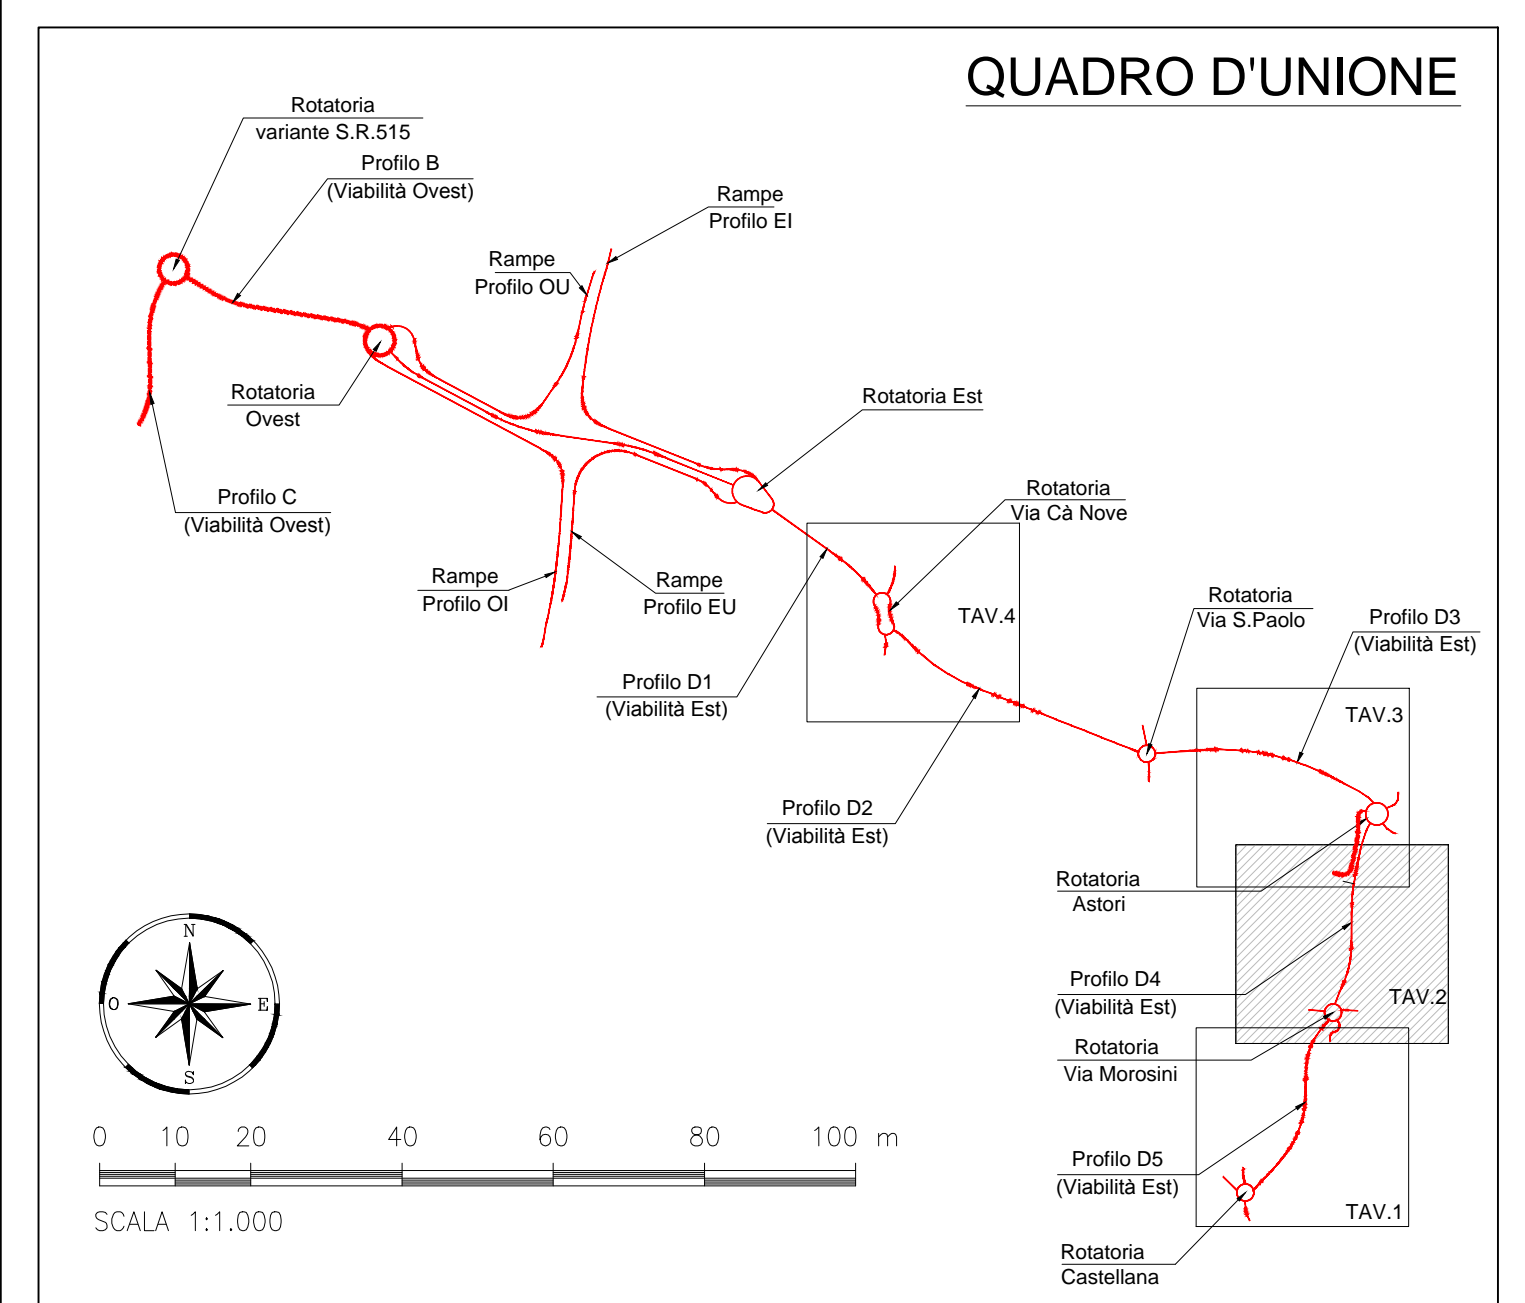 QUADRO D'UNIONE
Rotatoria
variante S.R.515
Profilo B
(Viabilità Ovest)
Rampe
Profilo EI
Rampe
Profilo OU
Rotatoria
Ovest
Rotatoria Est
Profilo C
(Viabilità Ovest)
Rotatoria
Via Cà Nove
Rampe
Profilo OI
Rampe
Profilo EU
TAV.4
Rotatoria
Via S.Paolo
Profilo D3
(Viabilità Est)
Profilo D1
(Viabilità Est)
TAV.3
Profilo D2
(Viabilità Est)
Rotatoria
Astori
Profilo D4
(Viabilità Est)
TAV.2
Rotatoria
Via Morosini
Profilo D5
(Viabilità Est)
TAV.1
Rotatoria
Castellana
N
O
E
S
0 10 20 40 60 80 100 m
SCALA 1:1.000